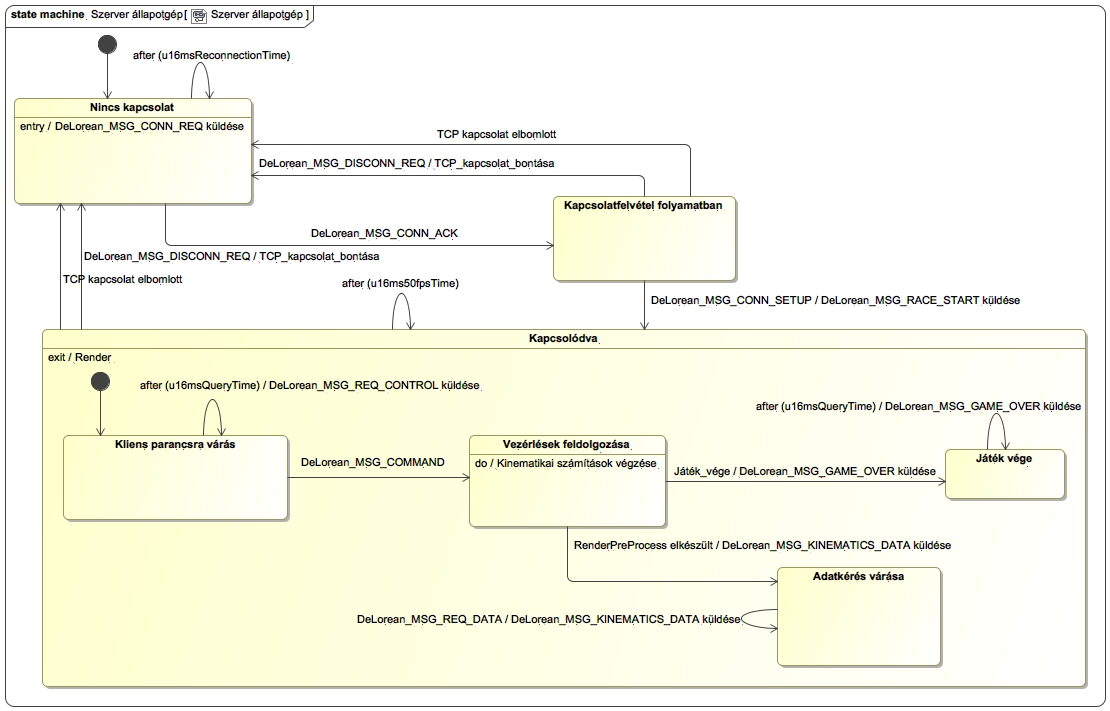 state machine Szerver állapotgép[ Szerver állapotgép ]
after (u16msReconnectionTime)
Nincs kapcsolat
entry / DeLorean_MSG_CONN_REQ küldése
TCP kapcsolat elbomlott
DeLorean_MSG_DISCONN_REQ / TCP_kapcsolat_bontása
Kapcsolatfelvétel folyamatban
DeLorean_MSG_CONN_ACK
DeLorean_MSG_DISCONN_REQ / TCP_kapcsolat_bontása
TCP kapcsolat elbomlott
after (u16ms50fpsTime)
DeLorean_MSG_CONN_SETUP / DeLorean_MSG_RACE_START küldése
Kapcsolódva
exit / Render
after (u16msQueryTime) / DeLorean_MSG_REQ_CONTROL küldése
after (u16msQueryTime) / DeLorean_MSG_GAME_OVER küldése
Kliens parancsra várás
Vezérlések feldolgozása
do / Kinematikai számítások végzése
DeLorean_MSG_COMMAND
Játék_vége / DeLorean_MSG_GAME_OVER küldése
Játék vége
RenderPreProcess elkészült / DeLorean_MSG_KINEMATICS_DATA küldése
Adatkérés várása
DeLorean_MSG_REQ_DATA / DeLorean_MSG_KINEMATICS_DATA küldése